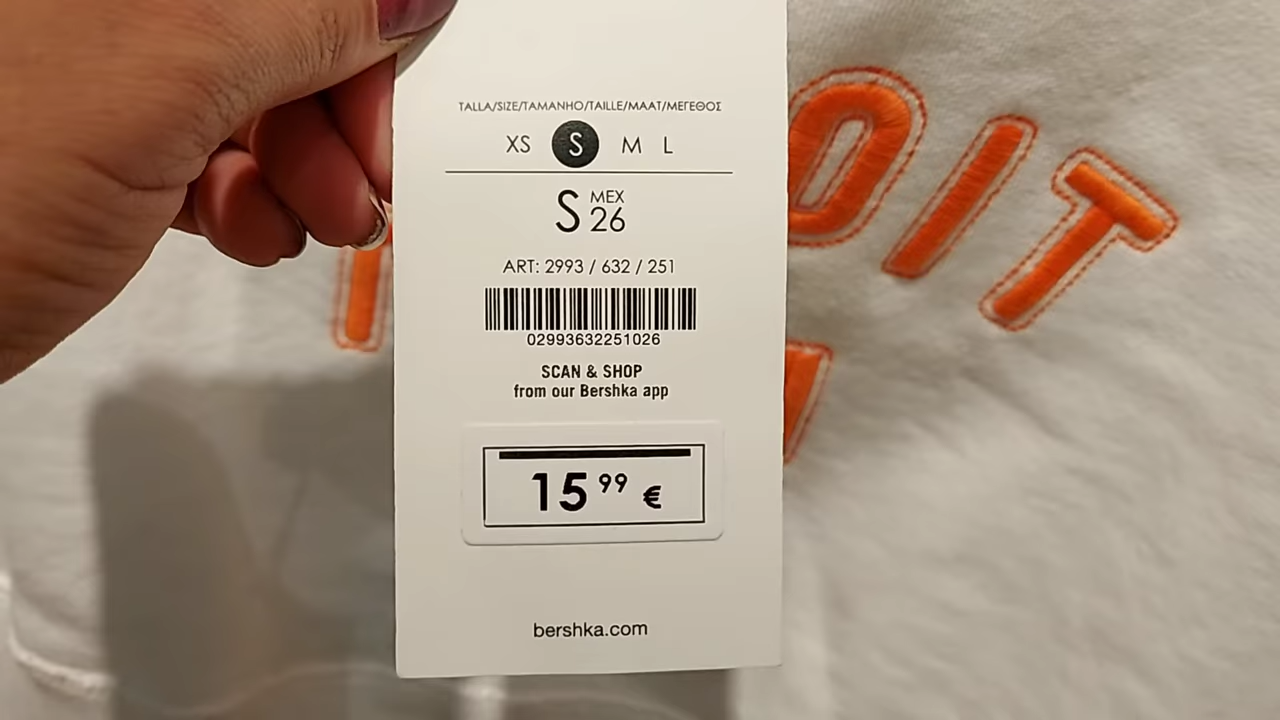 TALLA/SIZE/TAMANHO/TAILLE/MAAT/ΜΕΓΕΘΟΣ
XS S M L
S MEX 26
ART: 2993 / 632 / 251
02993632251026
SCAN & SHOP
from our Bershka app
15 99 €
bershka.com
OIT